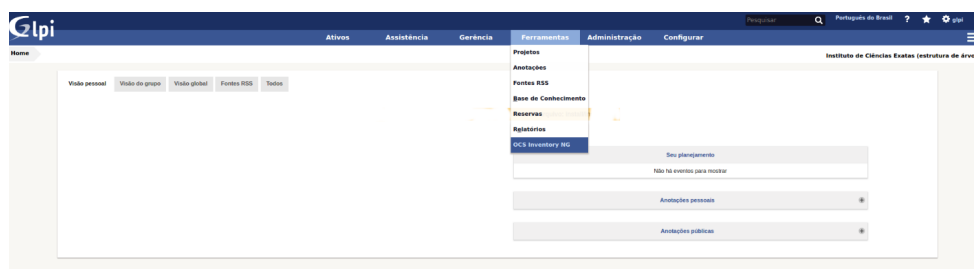 Glpi
Pesquisar Português do Brasil ? glpi
Ativos Assistência Gerência Ferramentas Administração Configurar
Home
Instituto de Ciências Exatas (estrutura de árvo
Projetos
Anotações
Fontes RSS
Base de Conhecimento
Reservas
Relatórios
OCS Inventory NG
Visão pessoal Visão do grupo Visão global Fontes RSS Todos
Seu planejamento
Não há eventos para mostrar
Anotações pessoais
Anotações públicas